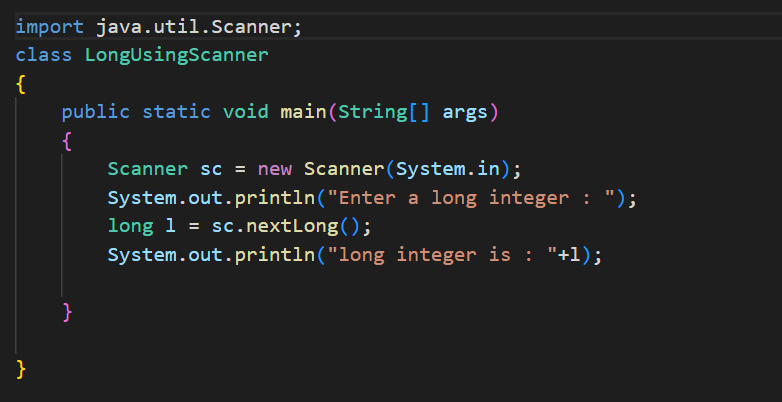 import java.util.Scanner;
class LongUsingScanner
{
    public static void main(String[] args)
    {
        Scanner sc = new Scanner(System.in);
        System.out.println("Enter a long integer : ");
        long l = sc.nextLong();
        System.out.println("long integer is : "+l);
    }
}